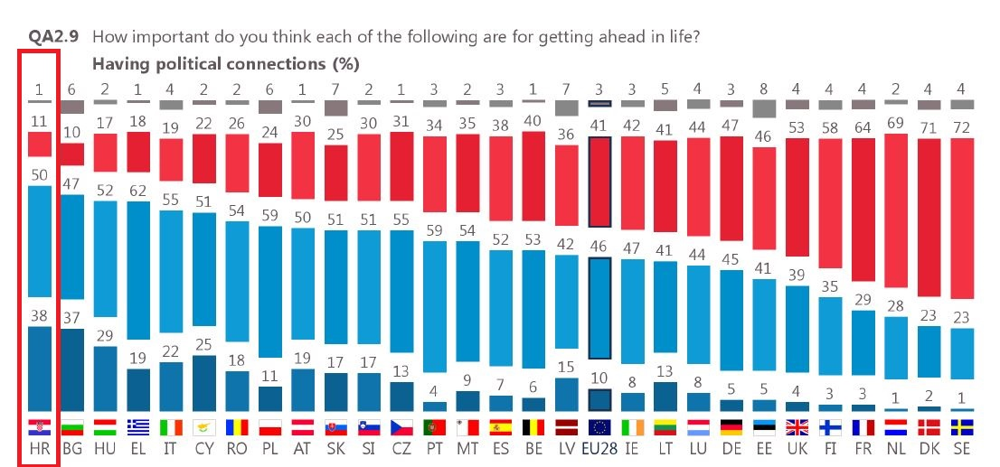 QA2.9 How important do you think each of the following are for getting ahead in life?
Having political connections (%)
1 6 2 1 4 2 2 6 1 7 2 1 3 2 3 1 7 3 3 5 4 3 8 4 4 4 2 4 4
11 10 17 18 19 22 26 24 30 25 30 31 34 35 38 40 36 41 42 41 44 47 46 53 58 64 69 71 72
50 47 52 62 55 51 54 59 50 51 51 55 59 54 52 53 42 46 47 41 44 45 41 39 35 29 28 23 23
38 37 29 19 22 25 18 11 19 17 17 13 4 9 7 6 15 10 8 13 8 5 5 4 3 3 1 2 1
HR BG HU EL IT CY RO PL AT SK SI CZ PT MT ES BE LV EU28 IE LT LU DE EE UK FI FR NL DK SE